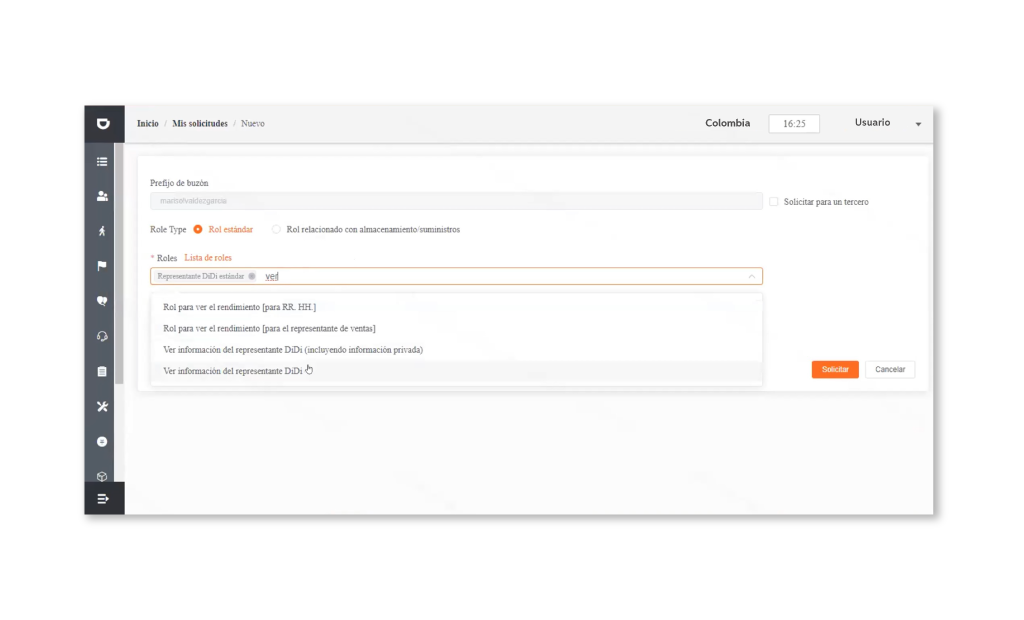 Inicio / Mis solicitudes / Nuevo
Colombia
16:25
Usuario
Prefijo de buzón
Solicitar para un tercero
Role Type
Rol estándar
Rol relacionado con almacenamiento/suministros
* Roles Lista de roles
Representante DiDi estándar
Rol para ver el rendimiento [para RR. HH.]
Rol para ver el rendimiento [para el representante de ventas]
Ver información del representante DiDi (incluyendo información privada)
Ver información del representante DiDi
Solicitar
Cancelar